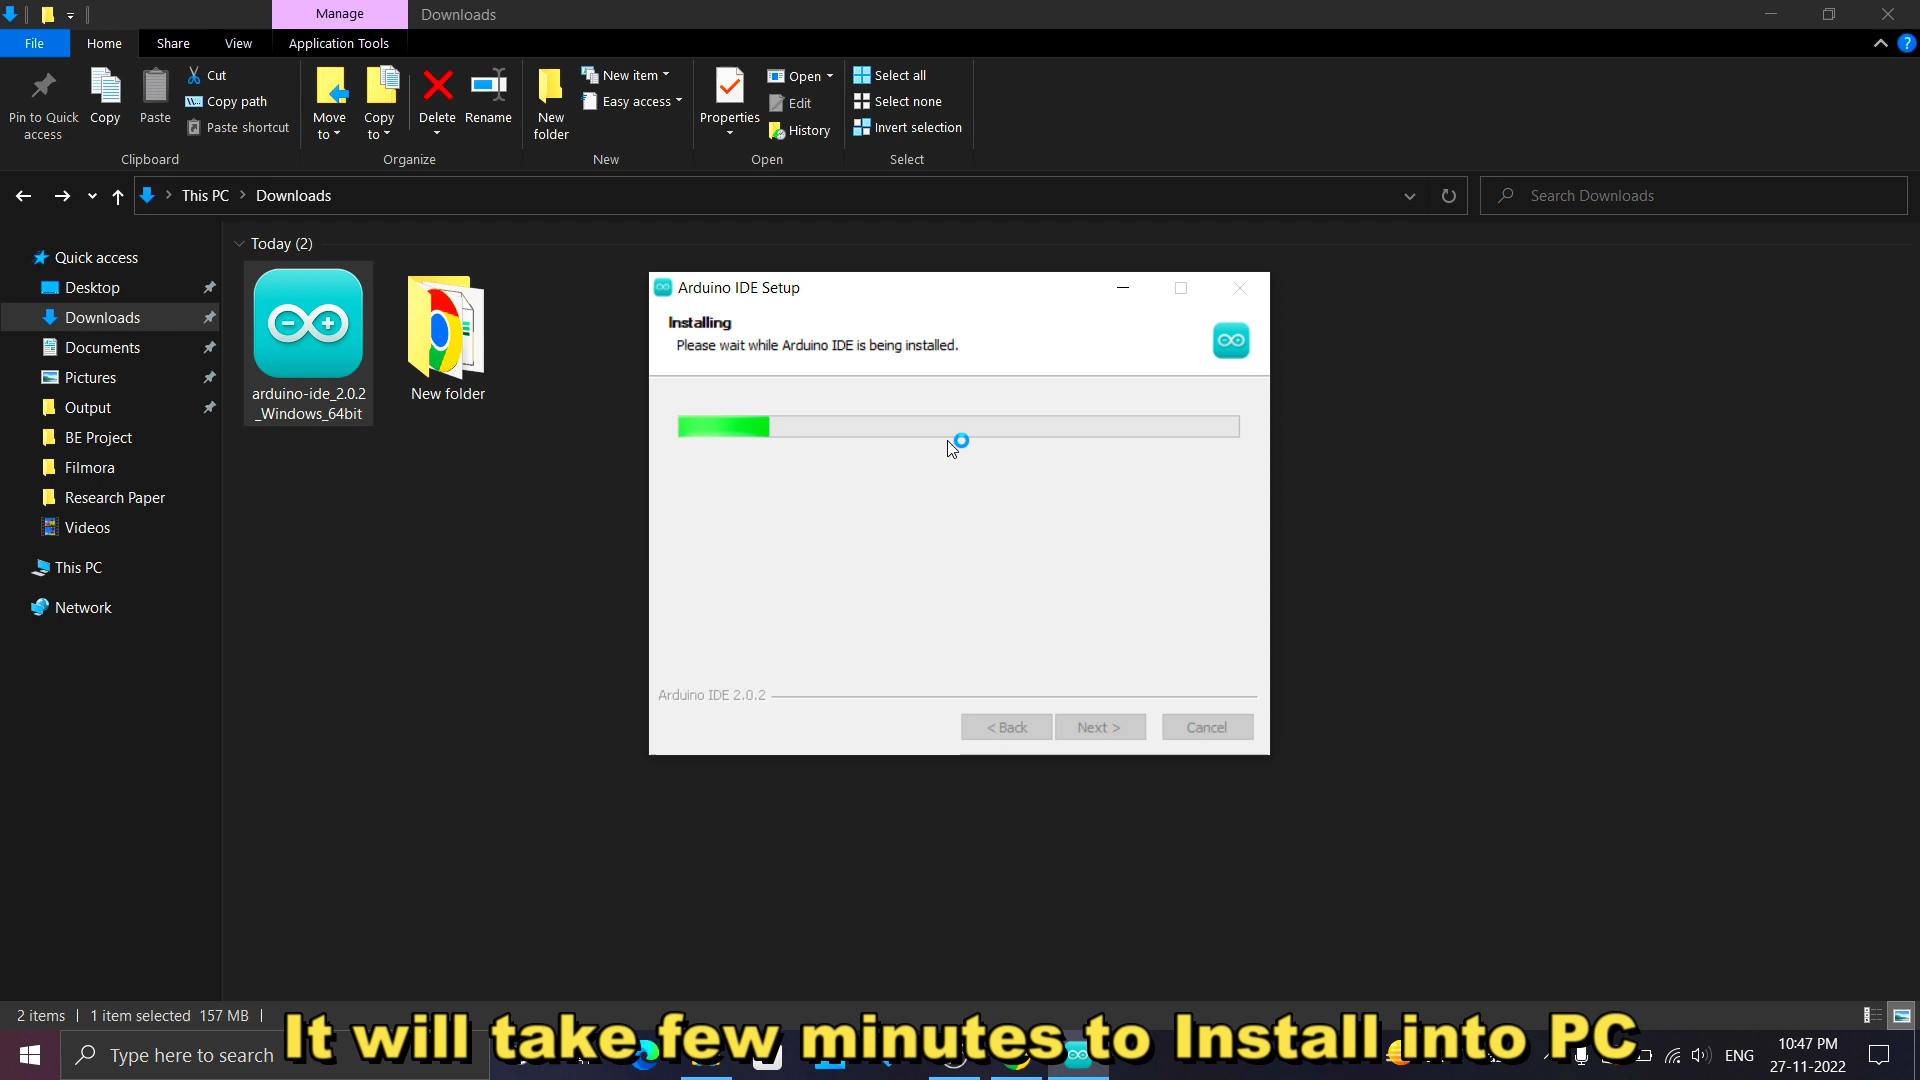 Manage
Downloads
File
Home
Share
View
Application Tools
Pin to Quick access
Copy
Paste
Cut
Copy path
Paste shortcut
Clipboard
Move to
Copy to
Delete
Rename
Organize
New folder
New item
Easy access
New
Properties
Open
Edit
History
Open
Select all
Select none
Invert selection
Select
This PC
Downloads
Search Downloads
Quick access
Desktop
Downloads
Documents
Pictures
Output
BE Project
Filmora
Research Paper
Videos
This PC
Network
Today (2)
arduino-ide_2.0.2
_Windows_64bit
New folder
Arduino IDE Setup
Installing
Please wait while Arduino IDE is being installed.
Arduino IDE 2.0.2
< Back
Next >
Cancel
2 items
1 item selected 157 MB
It will take few minutes to Install into PC
Type here to search
ENG
10:47 PM
27-11-2022